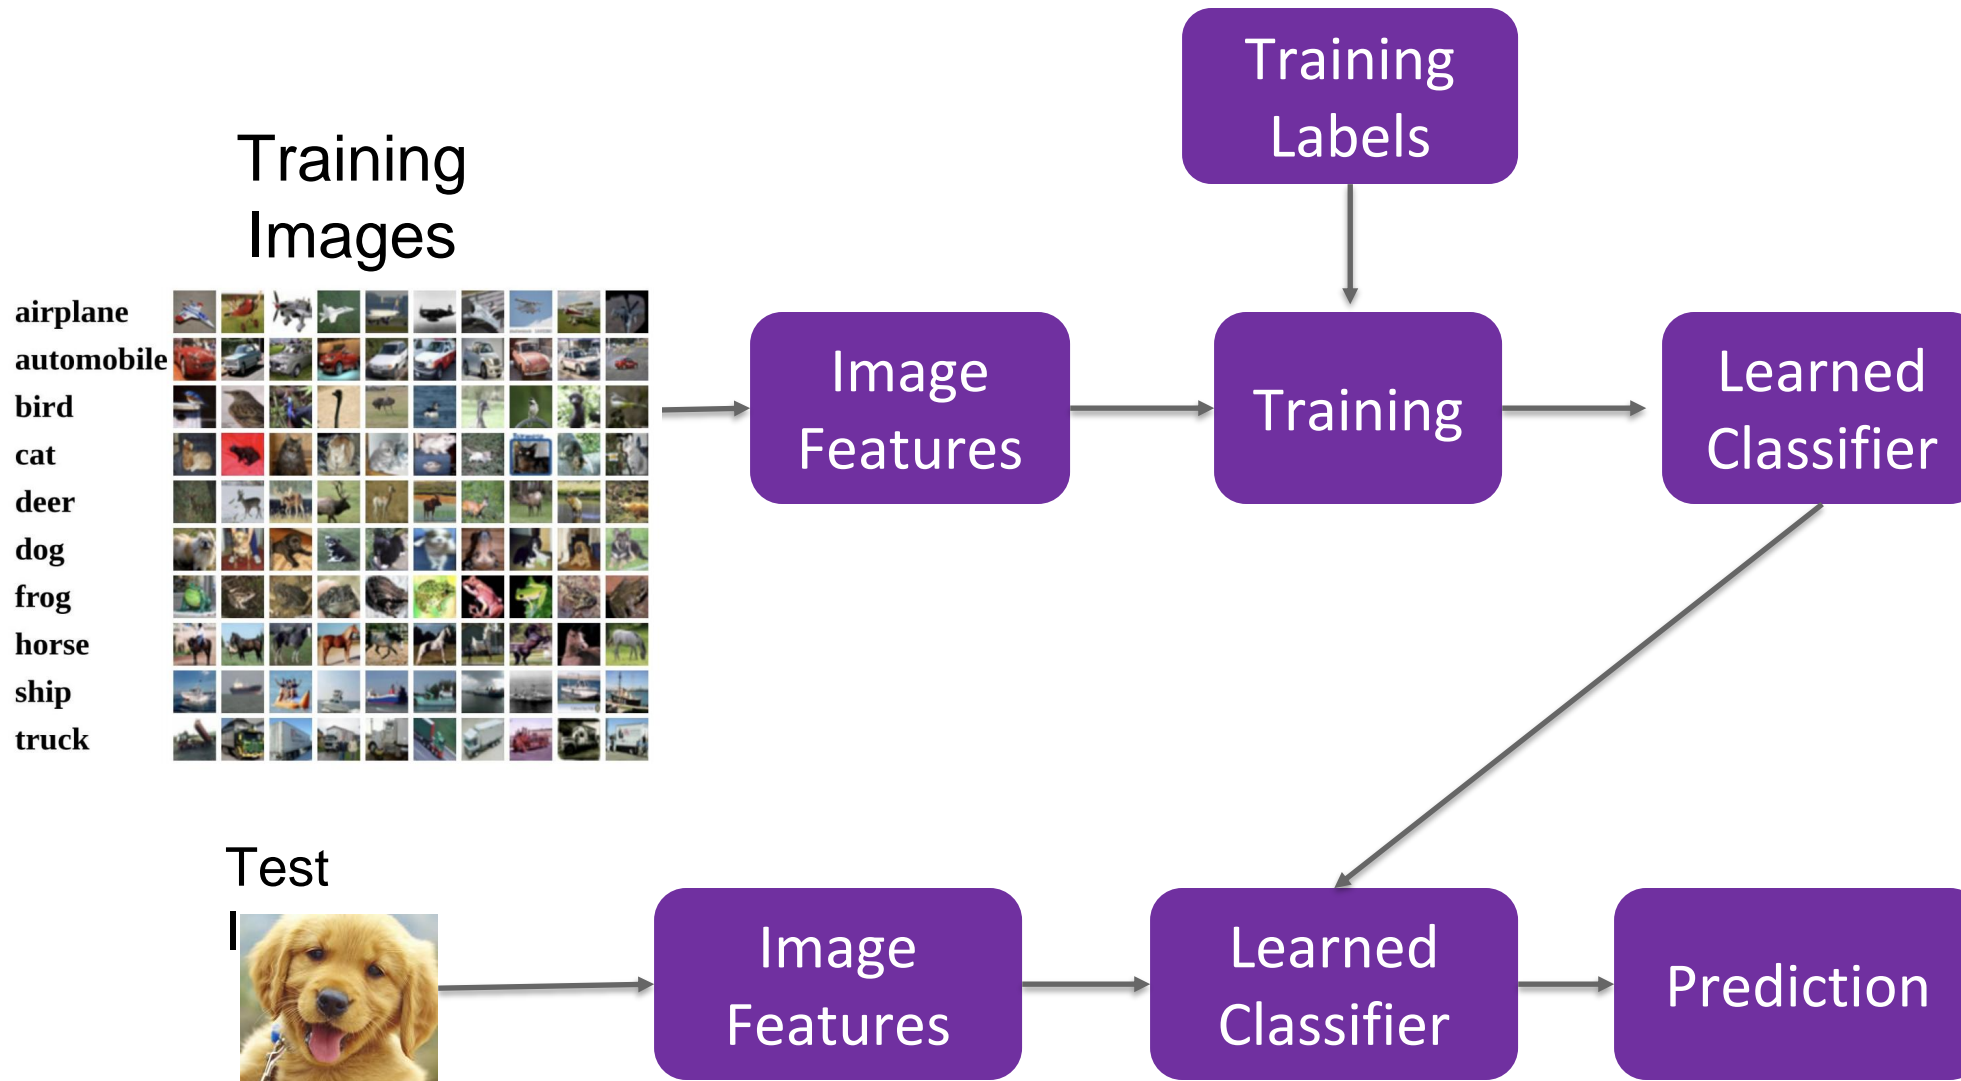 Training
Labels
Training
Images
airplane
automobile
bird
cat
deer
dog
frog
horse
ship
truck
Image
Features
Training
Learned
Classifier
Test
Image
Features
Learned
Classifier
Prediction